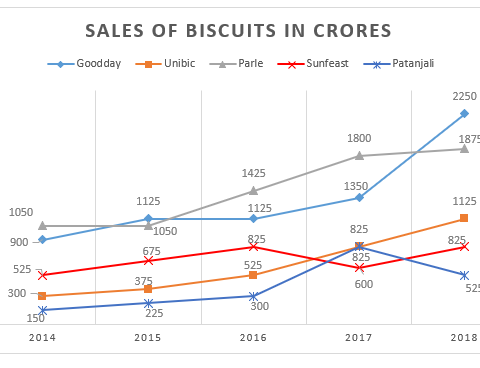 SALES OF BISCUITS IN CRORES
Goodday Unibic Parle Sunfeast Patanjali
2250
1875
1800
1425
1350
1125 1125 1125
1050 1050
900
825 825 825 825
675
600
525 525 525
375
300 300
225
150
2014 2015 2016 2017 2018